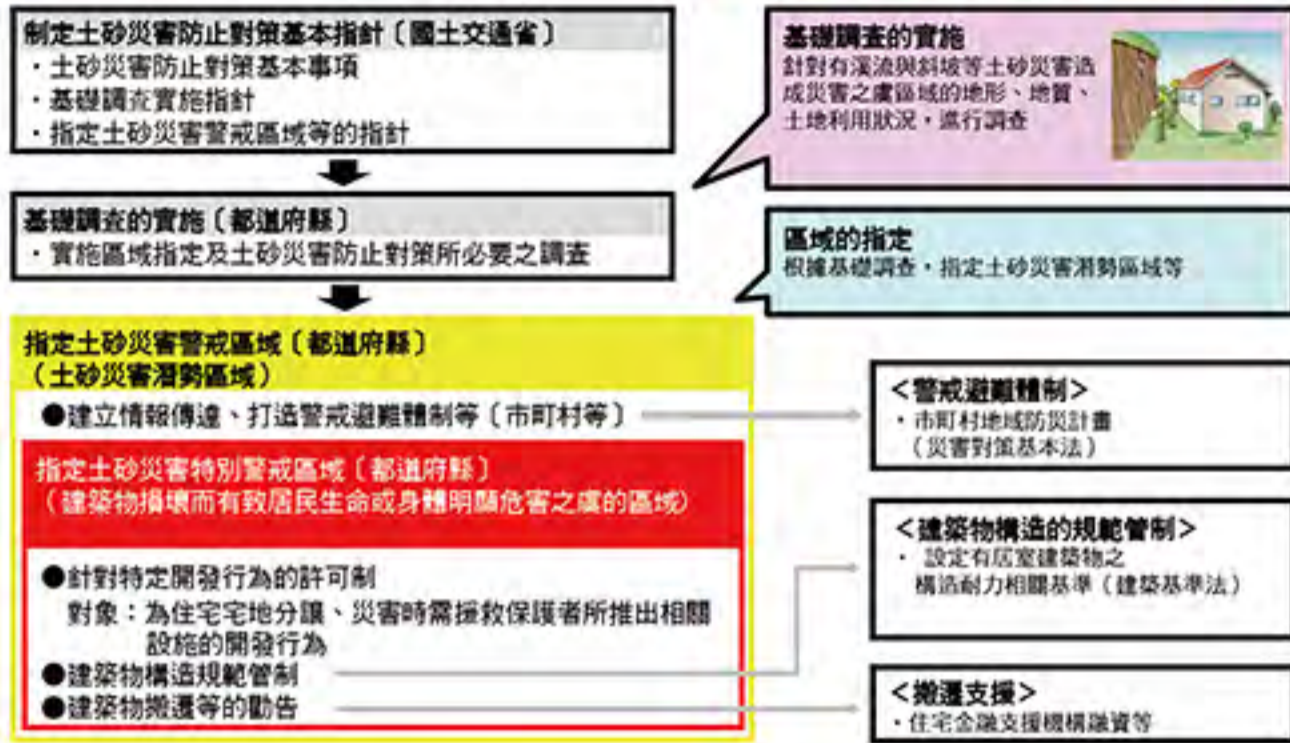 制定土砂災害防止對策基本指針〔國土交通省〕
・土砂災害防止對策基本事項
・基礎調查實施指針
・指定土砂災害警戒區域等的指針
基礎調查的實施〔都道府縣〕
・實施區域指定及土砂災害防止對策所必要之調查
指定土砂災害警戒區域〔都道府縣〕
（土砂災害潛勢區域）
●建立情報傳達、打造警戒避難體制等〔市町村等〕
指定土砂災害特別警戒區域〔都道府縣〕
（建築物損壞而有致居民生命或身體明顯危害之虞的區域）
●針對特定開發行為的許可制
對象：為住宅宅地分讓、災害時需援救保護者所推出相關
設施的開發行為
●建築物構造規範管制
●建築物搬遷等的勸告
基礎調查的實施
針對有溪流與斜坡等土砂災害造
成災害之虞區域的地形、地質、
土地利用狀況，進行調查
區域的指定
根據基礎調查，指定土砂災害潛勢區域等
＜警戒避難體制＞
・市町村地域防災計畫
（災害對策基本法）
＜建築物構造的規範管制＞
・ 設定有居室建築物之
構造耐力相關基準（建築基準法）
＜搬遷支援＞
・住宅金融支援機構融資等